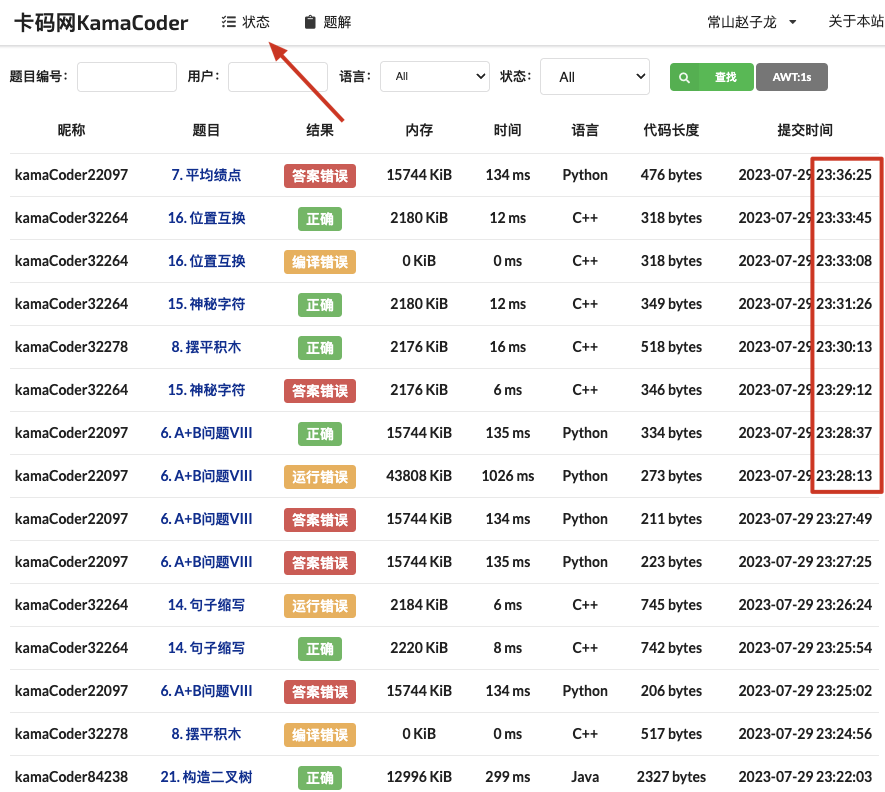 卡码网KamaCoder 状态 题解 常山赵子龙 关于本站
题目编号: 用户: 语言: All 状态: All 查找 AWT:1s
昵称 题目 结果 内存 时间 语言 代码长度 提交时间
kamaCoder22097 7. 平均绩点 答案错误 15744 KiB 134 ms Python 476 bytes 2023-07-29 23:36:25
kamaCoder32264 16. 位置互换 正确 2180 KiB 12 ms C++ 318 bytes 2023-07-29 23:33:45
kamaCoder32264 16. 位置互换 编译错误 0 KiB 0 ms C++ 318 bytes 2023-07-29 23:33:08
kamaCoder32264 15. 神秘字符 正确 2180 KiB 12 ms C++ 349 bytes 2023-07-29 23:31:26
kamaCoder32278 8. 摆平积木 正确 2176 KiB 16 ms C++ 518 bytes 2023-07-29 23:30:13
kamaCoder32264 15. 神秘字符 答案错误 2176 KiB 6 ms C++ 346 bytes 2023-07-29 23:29:12
kamaCoder22097 6. A+B问题VIII 正确 15744 KiB 135 ms Python 334 bytes 2023-07-29 23:28:37
kamaCoder22097 6. A+B问题VIII 运行错误 43808 KiB 1026 ms Python 273 bytes 2023-07-29 23:28:13
kamaCoder22097 6. A+B问题VIII 答案错误 15744 KiB 134 ms Python 211 bytes 2023-07-29 23:27:49
kamaCoder22097 6. A+B问题VIII 答案错误 15744 KiB 135 ms Python 223 bytes 2023-07-29 23:27:25
kamaCoder32264 14. 句子缩写 运行错误 2184 KiB 6 ms C++ 745 bytes 2023-07-29 23:26:24
kamaCoder32264 14. 句子缩写 正确 2220 KiB 8 ms C++ 742 bytes 2023-07-29 23:25:54
kamaCoder22097 6. A+B问题VIII 答案错误 15744 KiB 134 ms Python 206 bytes 2023-07-29 23:25:02
kamaCoder32278 8. 摆平积木 编译错误 0 KiB 0 ms C++ 517 bytes 2023-07-29 23:24:56
kamaCoder84238 21. 构造二叉树 正确 12996 KiB 299 ms Java 2327 bytes 2023-07-29 23:22:03